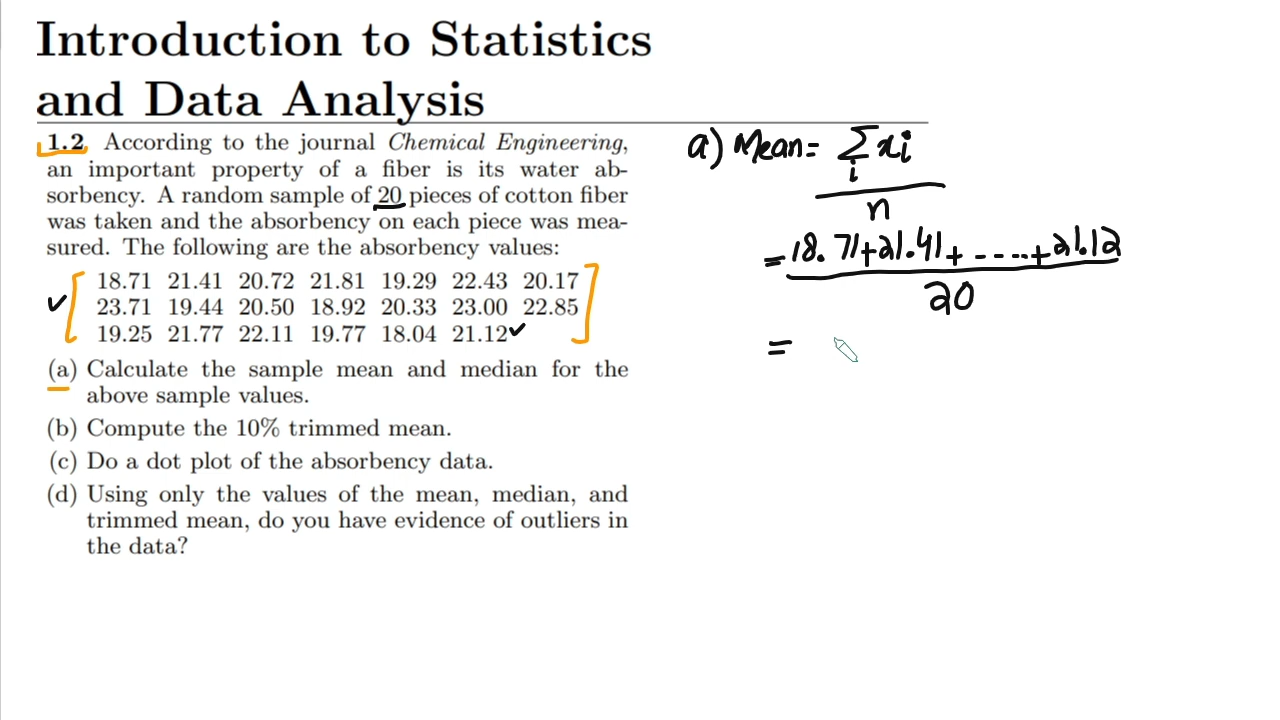 Introduction to Statistics
and Data Analysis
1.2 According to the journal Chemical Engineering,
an important property of a fiber is its water ab-
sorbency. A random sample of 20 pieces of cotton fiber
was taken and the absorbency on each piece was mea-
sured. The following are the absorbency values:
18.71 21.41 20.72 21.81 19.29 22.43 20.17
23.71 19.44 20.50 18.92 20.33 23.00 22.85
19.25 21.77 22.11 19.77 18.04 21.12
(a) Calculate the sample mean and median for the
above sample values.
(b) Compute the 10% trimmed mean.
(c) Do a dot plot of the absorbency data.
(d) Using only the values of the mean, median, and
trimmed mean, do you have evidence of outliers in
the data?
a) Mean = Σ xi
i
n
= 18.71+21.41+ ..... +21.12
20
=